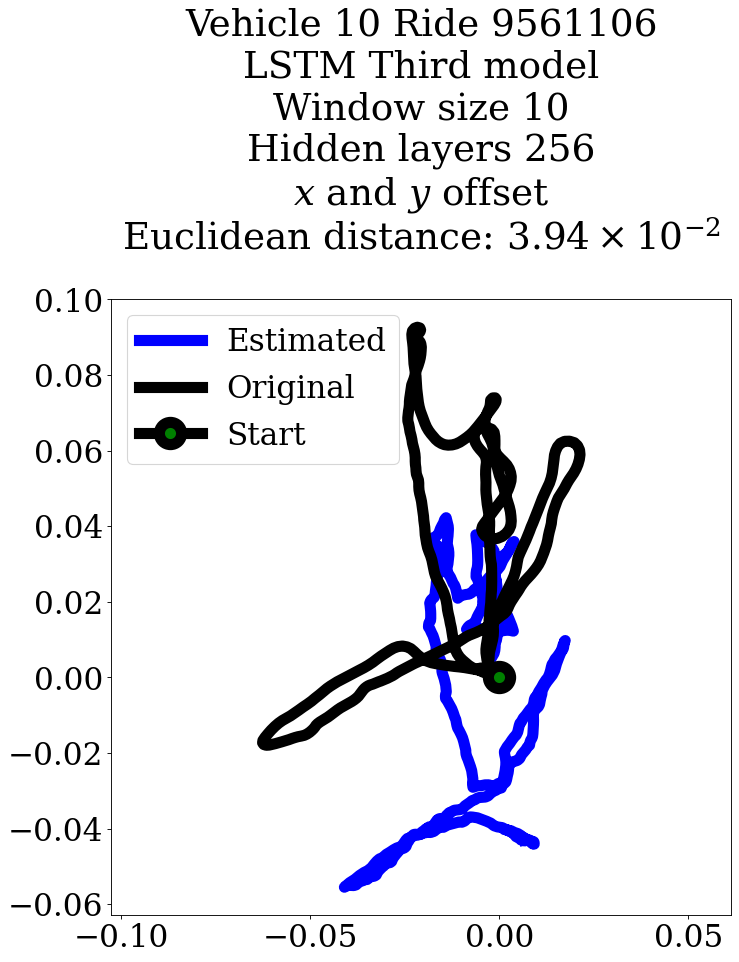 Vehicle 10 Ride 9561106
LSTM Third model
Window size 10
Hidden layers 256
x and y offset
Euclidean distance: 3.94 × 10⁻²
0.10
0.08
0.06
0.04
0.02
0.00
−0.02
−0.04
−0.06
Estimated
Original
Start
−0.10
−0.05
0.00
0.05